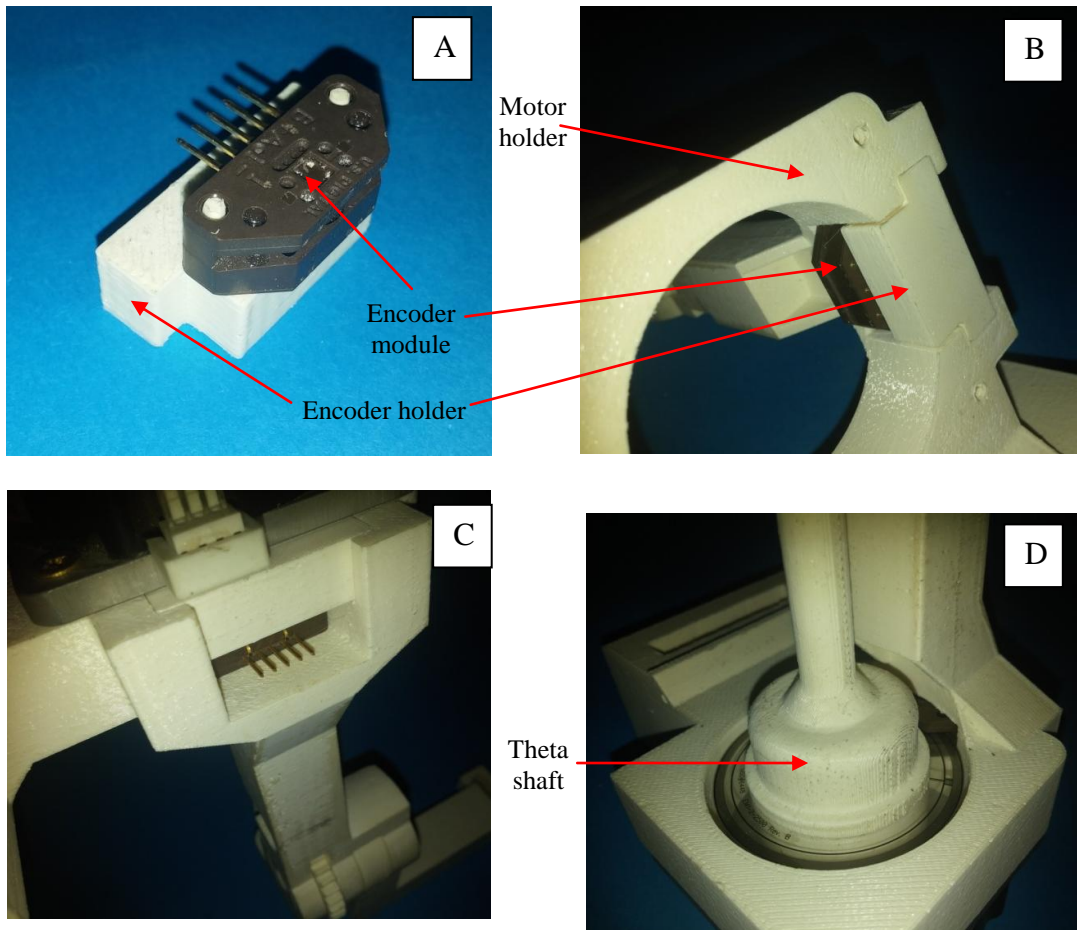 A
B
Motor
holder
Encoder
module
Encoder holder
C
D
Theta
shaft